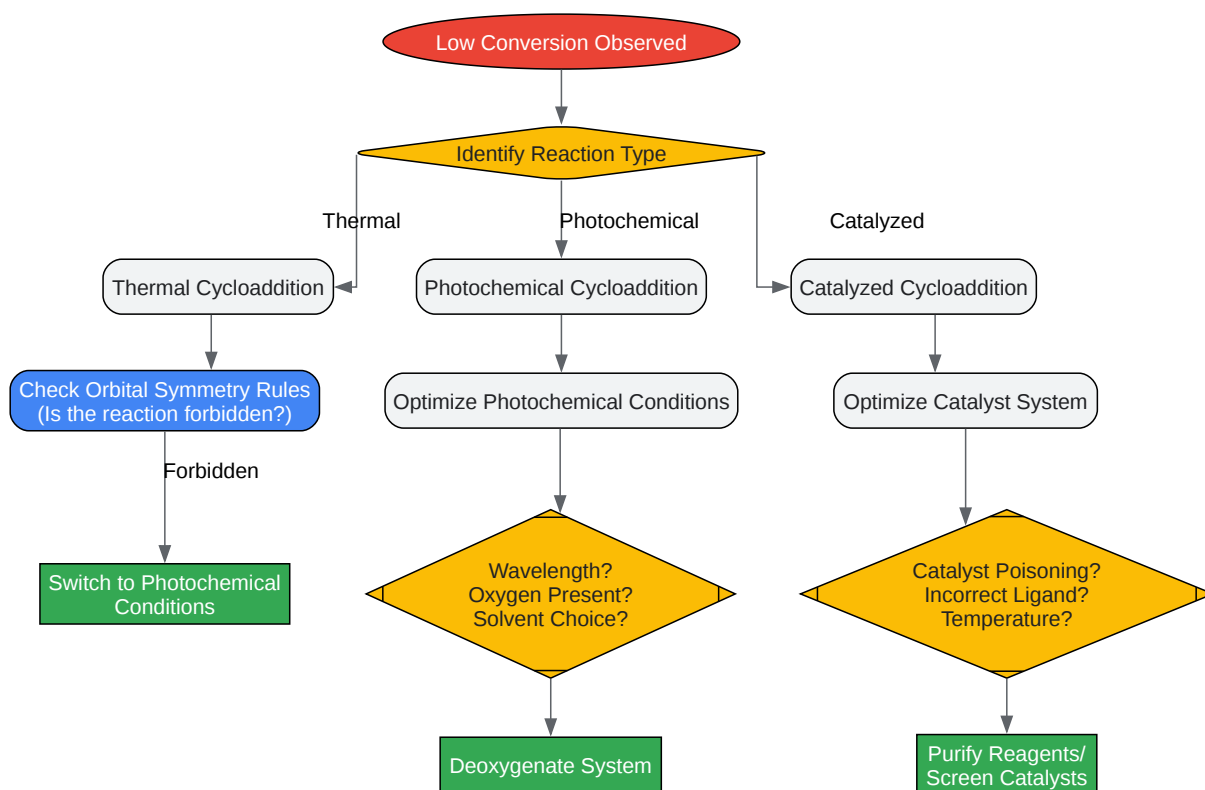 Low Conversion Observed
Identify Reaction Type
Thermal
Photochemical
Catalyzed
Thermal Cycloaddition
Photochemical Cycloaddition
Catalyzed Cycloaddition
Check Orbital Symmetry Rules
(Is the reaction forbidden?)
Optimize Photochemical Conditions
Optimize Catalyst System
Forbidden
Switch to Photochemical
Conditions
Wavelength?
Oxygen Present?
Solvent Choice?
Catalyst Poisoning?
Incorrect Ligand?
Temperature?
Deoxygenate System
Purify Reagents/
Screen Catalysts